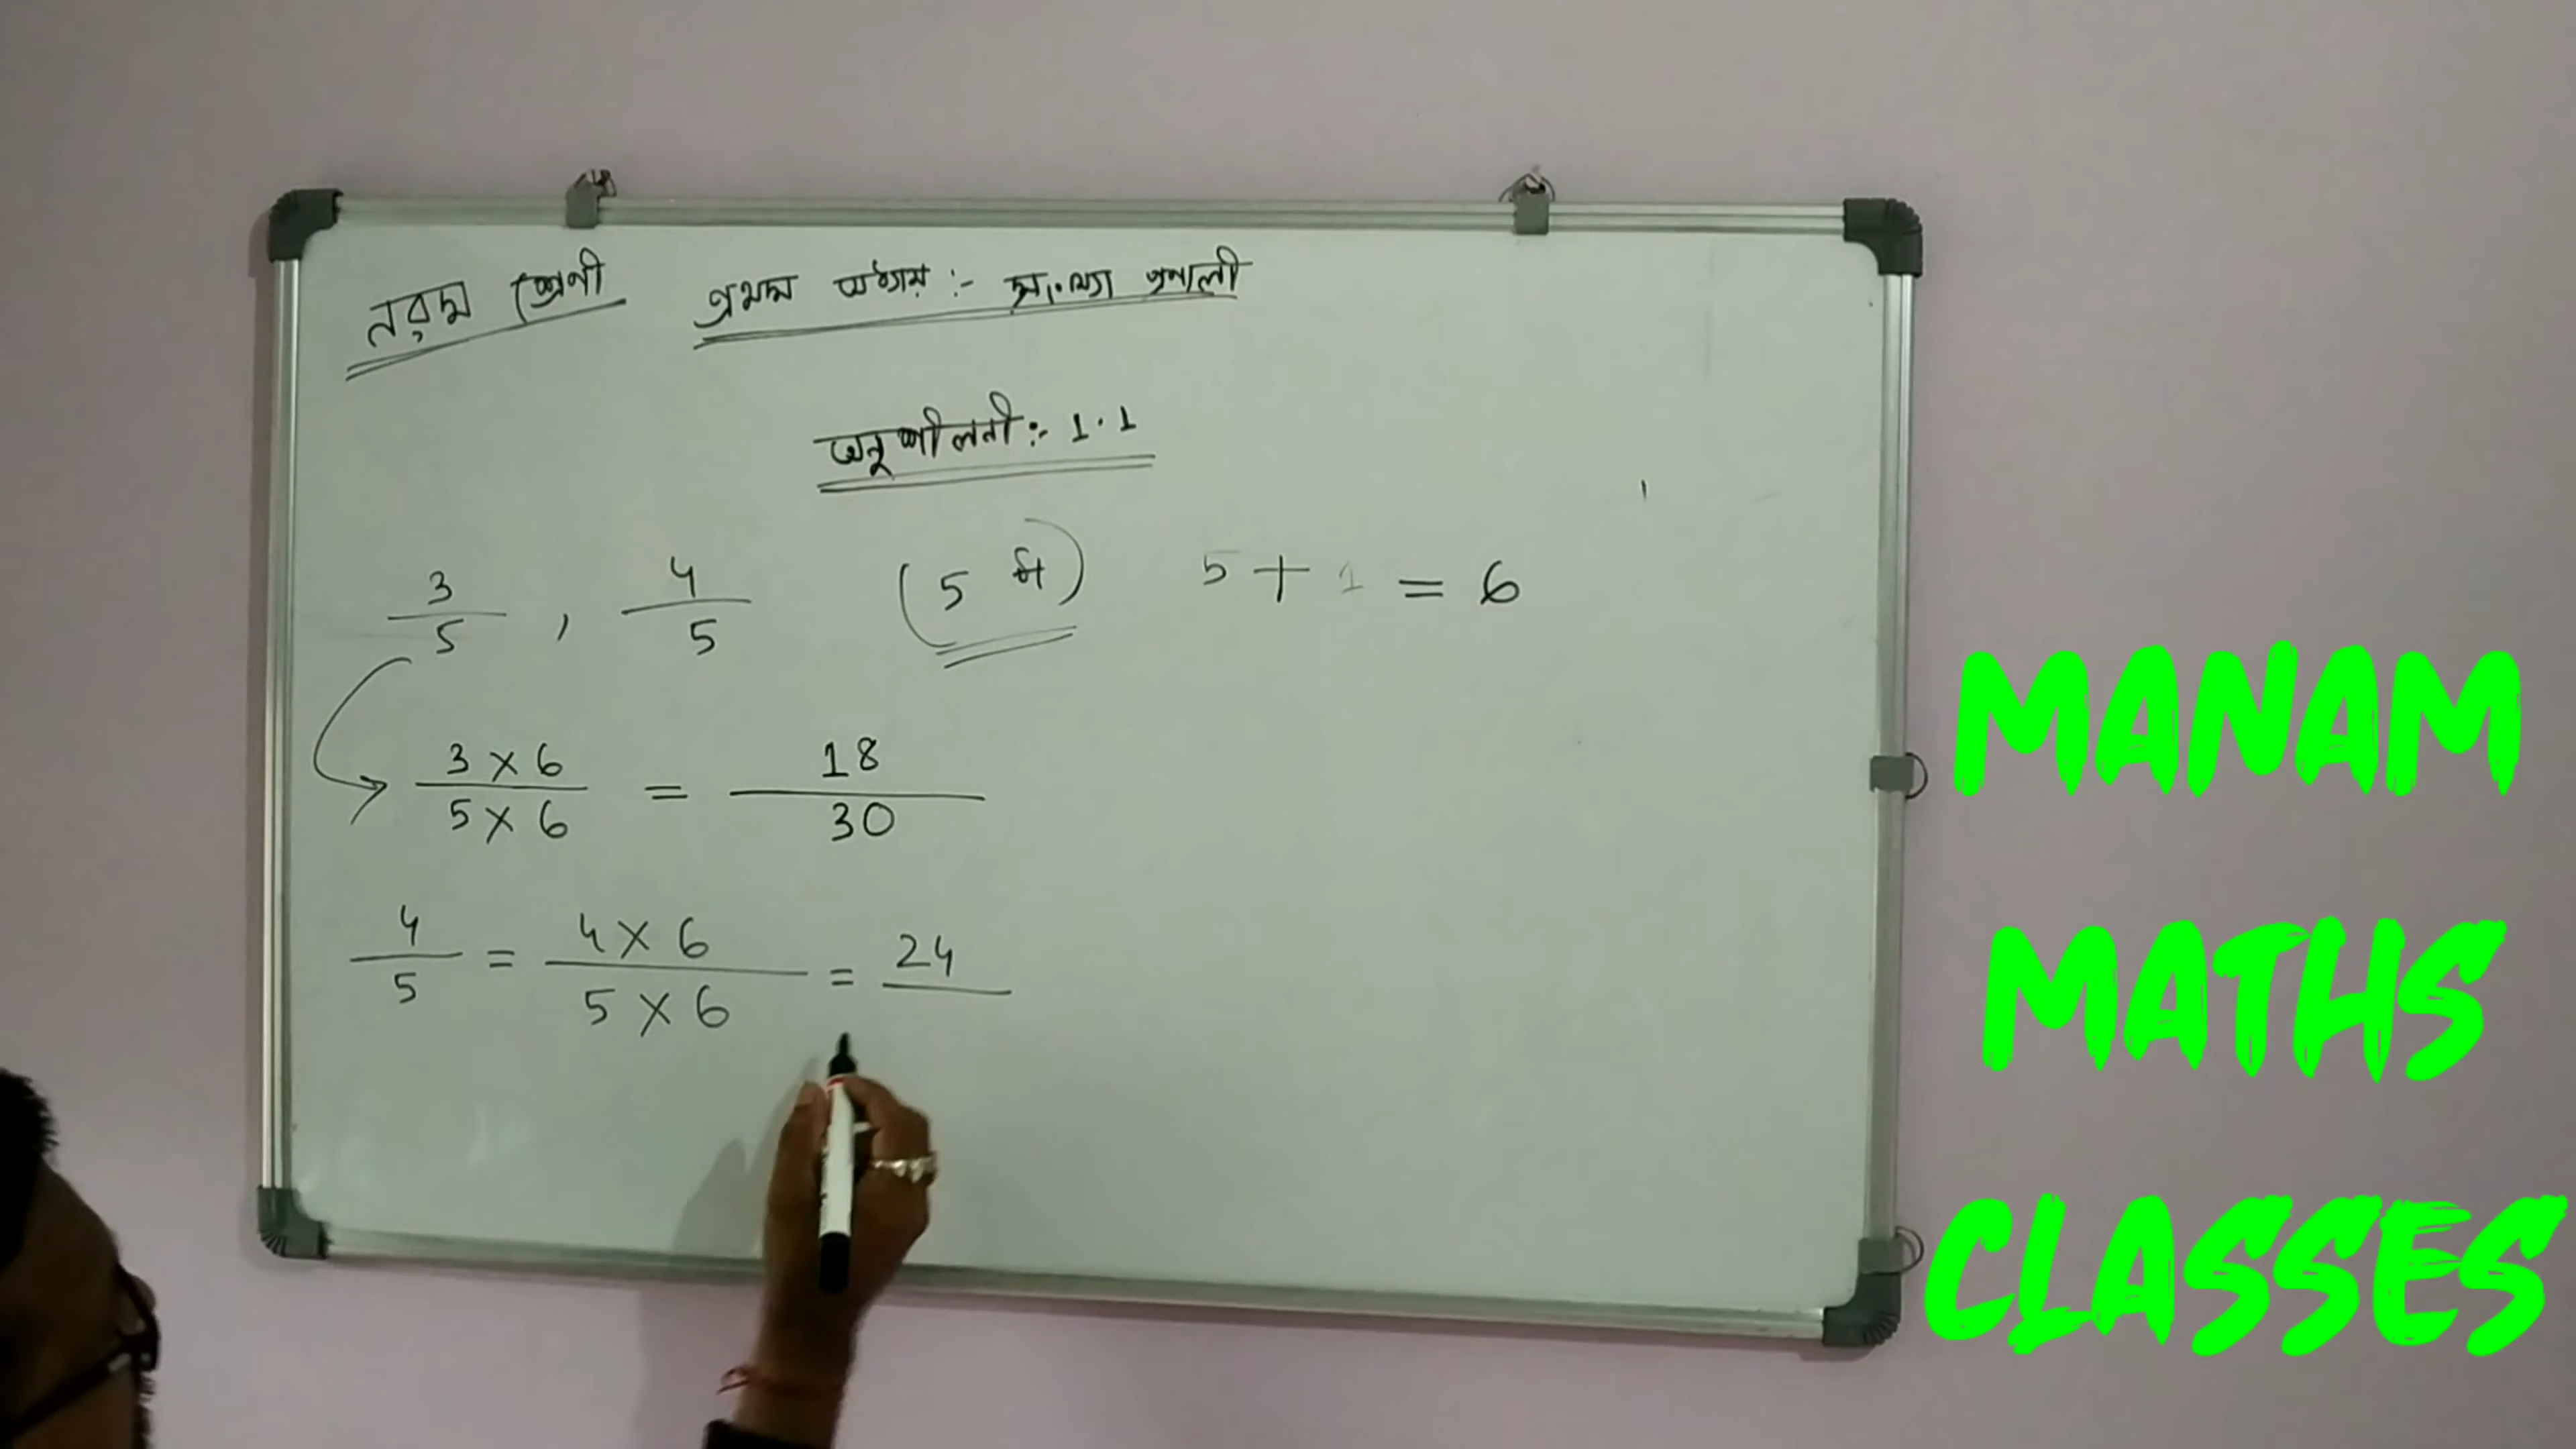 নবম শ্রেণী প্রথম অধ্যায় :- সংখ্যা প্রণালী
অনুশীলনী :- 1.1
3/5 , 4/5 (5 টা) 5 + 1 = 6
3 × 6 / 5 × 6 = 18 / 30
4/5 = 4 × 6 / 5 × 6 = 24
MANAM
MATHS
CLASSES